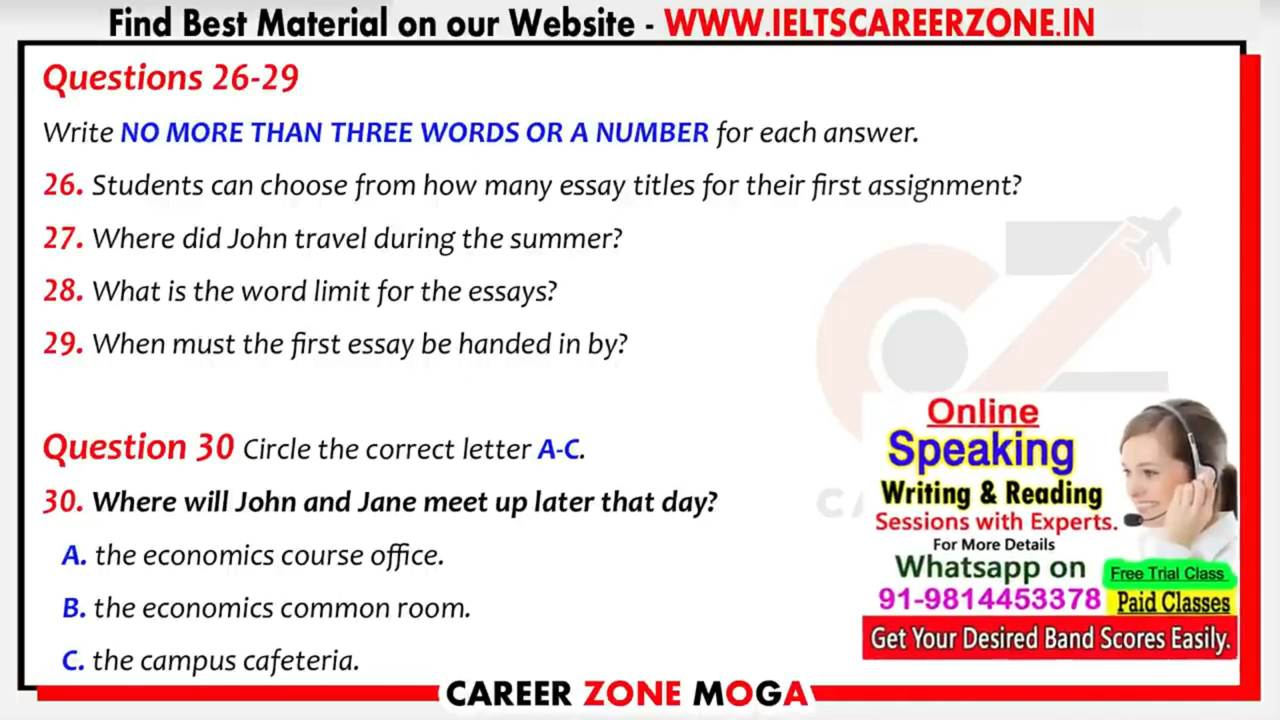 Find Best Material on our Website - WWW.IELTSCAREERZONE.IN
Questions 26-29
Write NO MORE THAN THREE WORDS OR A NUMBER for each answer.
26. Students can choose from how many essay titles for their first assignment?
27. Where did John travel during the summer?
28. What is the word limit for the essays?
29. When must the first essay be handed in by?
Question 30 Circle the correct letter A-C.
30. Where will John and Jane meet up later that day?
A. the economics course office.
B. the economics common room.
C. the campus cafeteria.
CA
Online
Speaking
Writing & Reading
Sessions with Experts.
For More Details
Whatsapp on
Free Trial Class
91-9814453378
Paid Classes
Get Your Desired Band Scores Easily.
CAREER ZONE MOGA